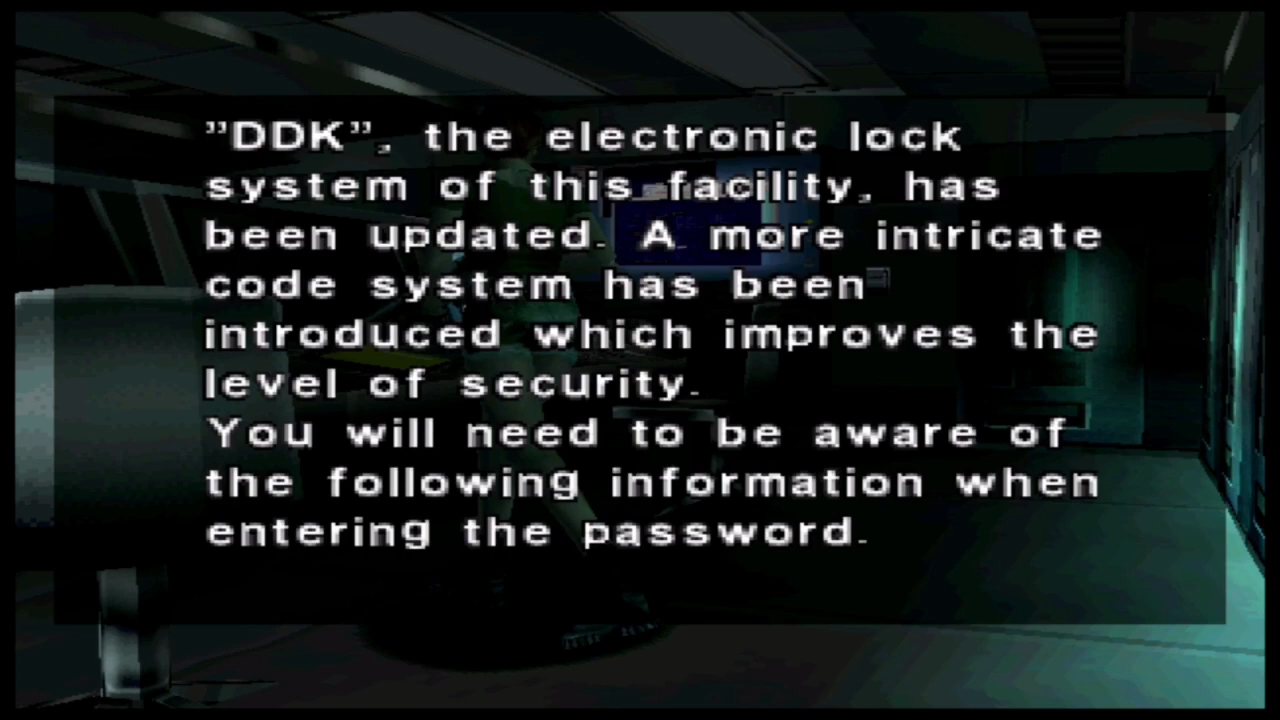 "DDK", the electronic lock
system of this facility, has
been updated. A more intricate
code system has been
introduced which improves the
level of security.
You will need to be aware of
the following information when
entering the password.